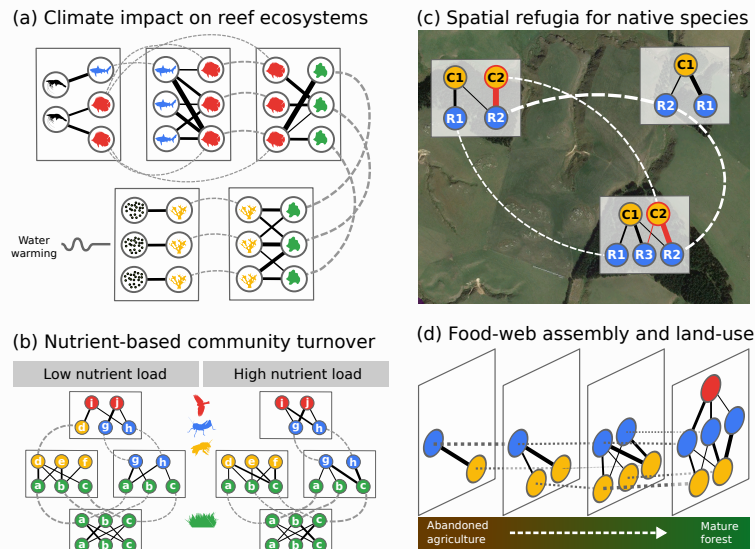 (a) Climate impact on reef ecosystems
Water
warming
(b) Nutrient-based community turnover
Low nutrient load
High nutrient load
i j
d g h
d e f
a b c
g h
a b c
a b c
a b c
i j
g h
d e f
a b c
g h
a b c
a b c
a b c
(c) Spatial refugia for native species
C1 C2
R1 R2
C1
R2 R1
C1 C2
R1 R3 R2
(d) Food-web assembly and land-use
Abandoned
agriculture
Mature
forest